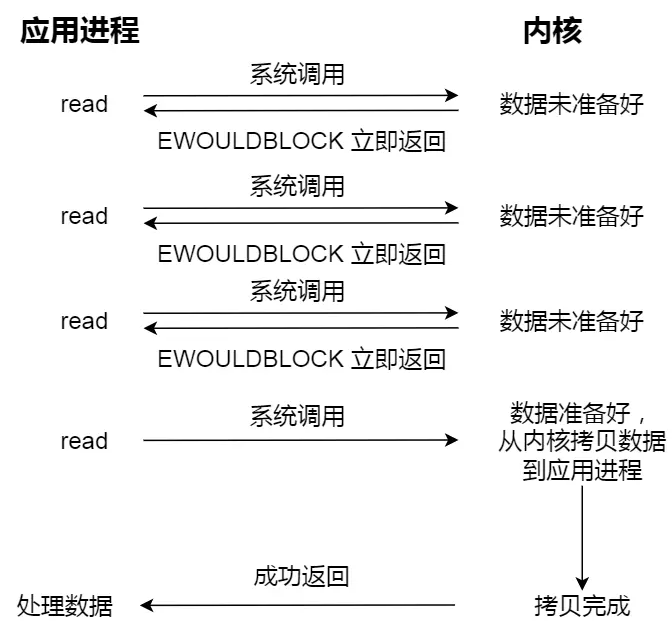 应用进程
内核
系统调用
read
数据未准备好
EWOULDBLOCK 立即返回
系统调用
read
数据未准备好
EWOULDBLOCK 立即返回
系统调用
read
数据未准备好
EWOULDBLOCK 立即返回
系统调用
read
数据准备好，
从内核拷贝数据
到应用进程
成功返回
处理数据
拷贝完成